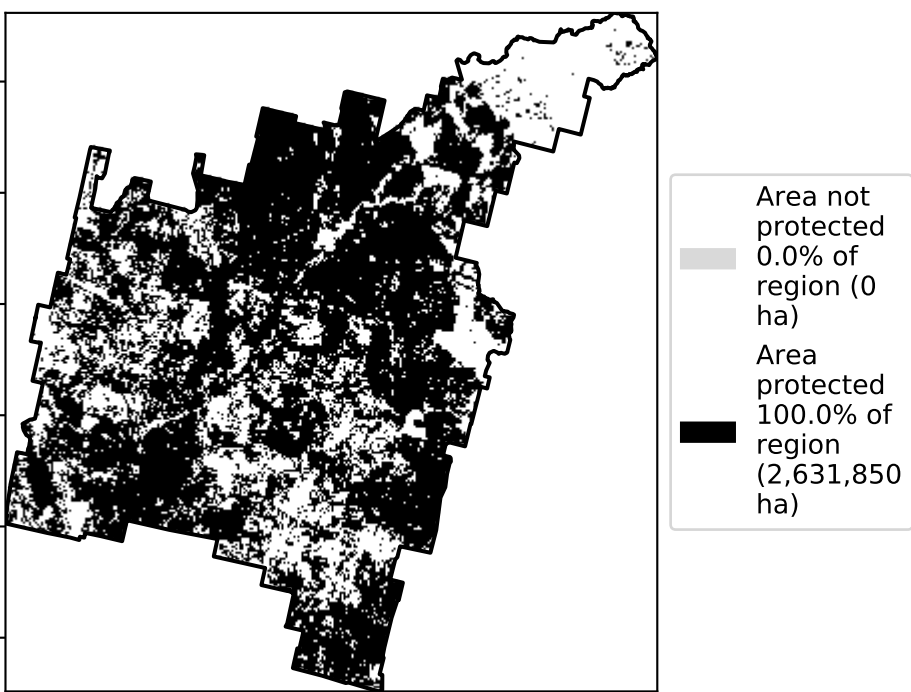 Area not
protected
0.0% of
region (0
ha)
Area
protected
100.0% of
region
(2,631,850
ha)